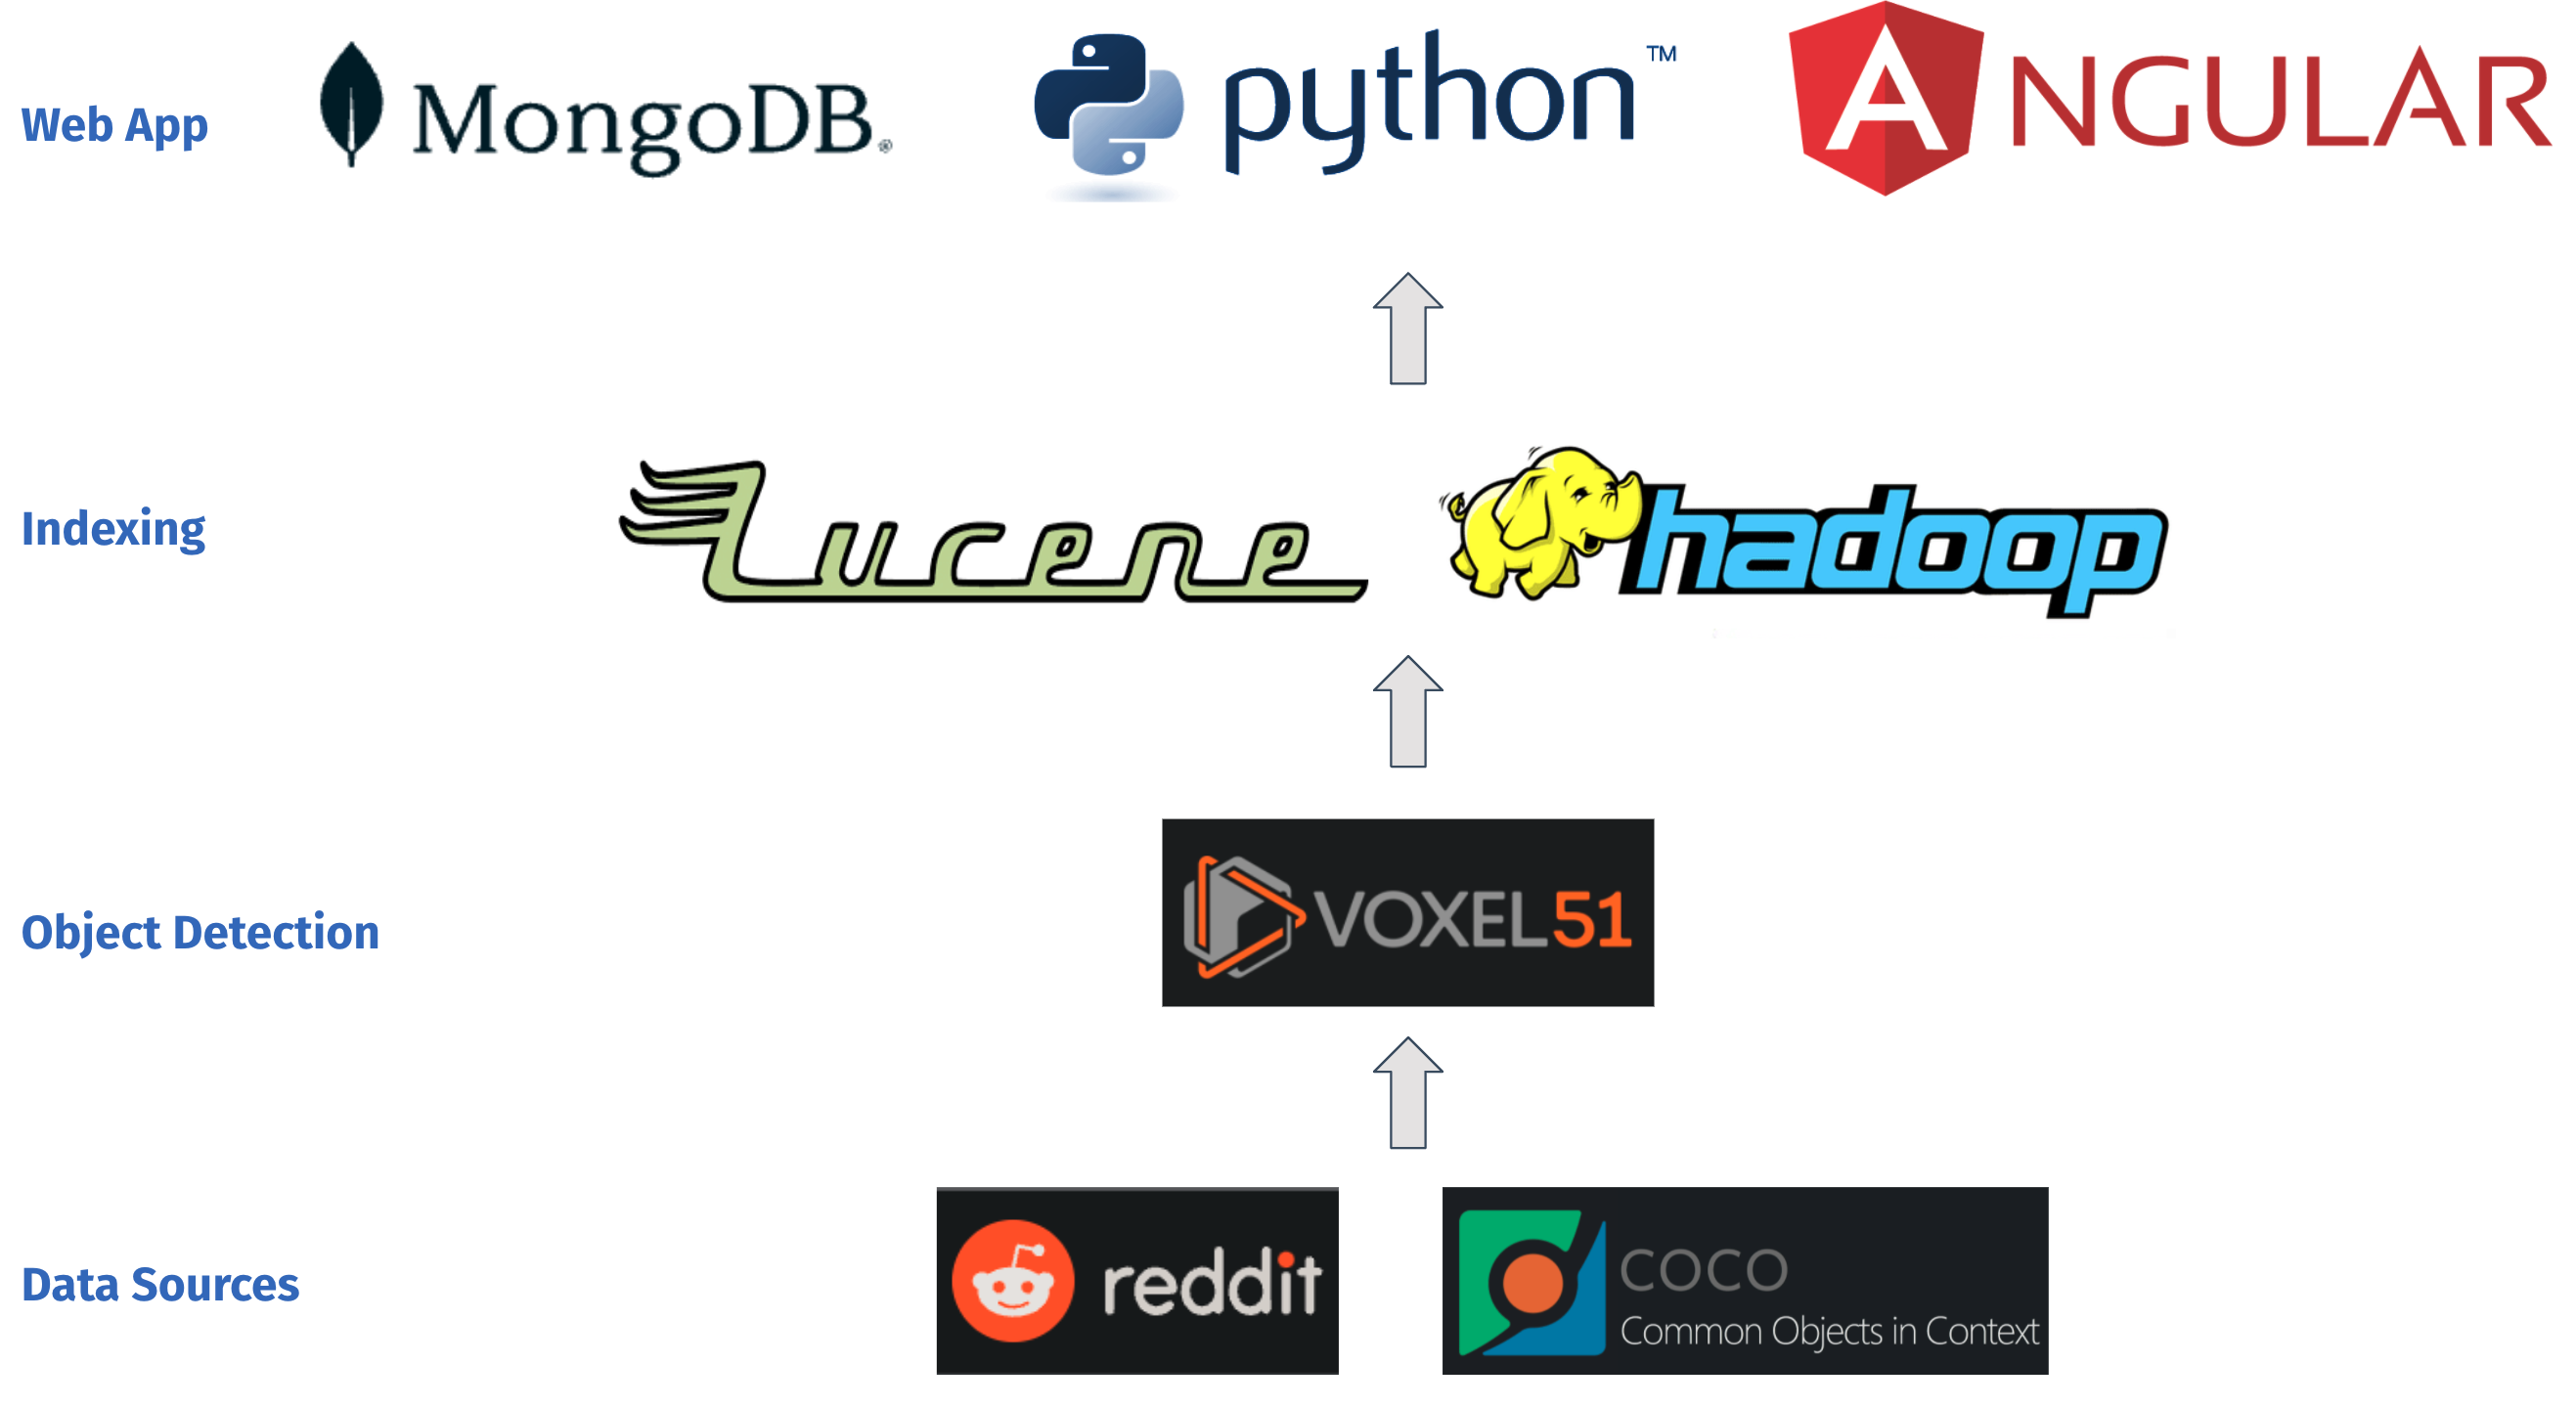 Web App
MongoDB®
python™
ANGULAR
Indexing
Lucene
hadoop
Object Detection
VOXEL51
Data Sources
reddit
COCO
Common Objects in Context